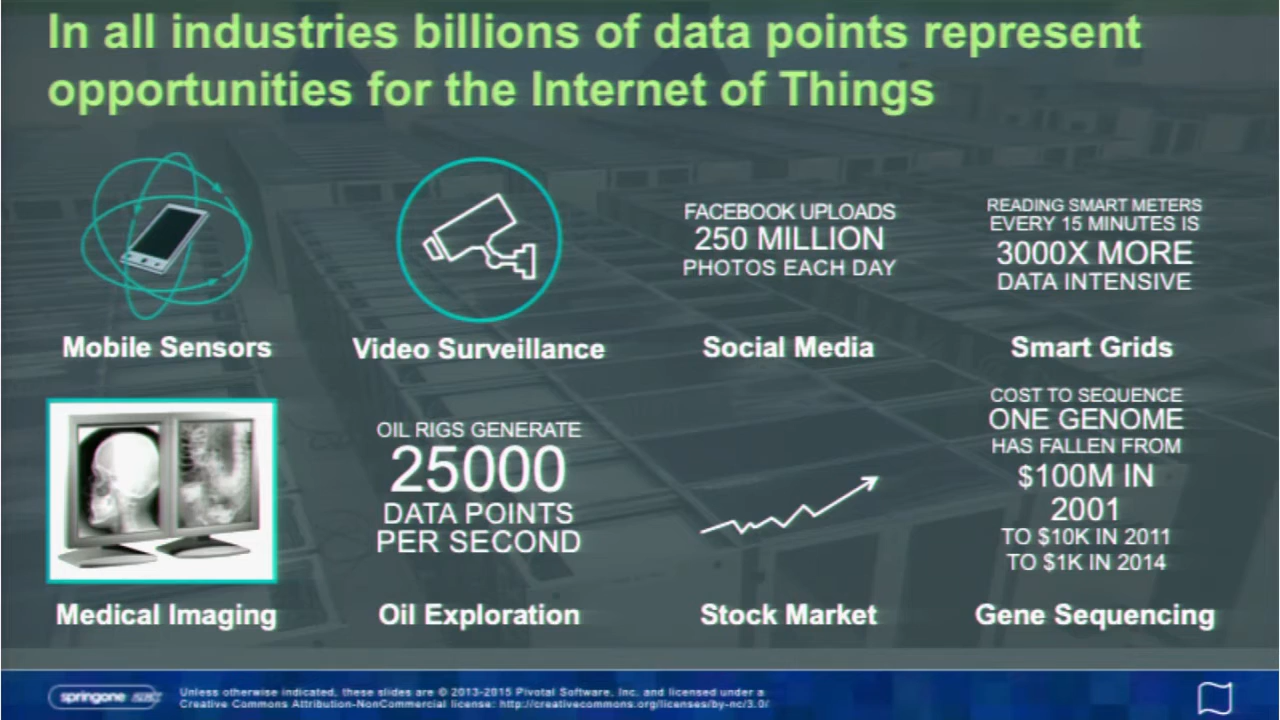 In all industries billions of data points represent
opportunities for the Internet of Things
FACEBOOK UPLOADS
250 MILLION
PHOTOS EACH DAY
READING SMART METERS
EVERY 15 MINUTES IS
3000X MORE
DATA INTENSIVE
Mobile Sensors
Video Surveillance
Social Media
Smart Grids
OIL RIGS GENERATE
25000
DATA POINTS
PER SECOND
COST TO SEQUENCE
ONE GENOME
HAS FALLEN FROM
$100M IN
2001
TO $10K IN 2011
TO $1K IN 2014
Medical Imaging
Oil Exploration
Stock Market
Gene Sequencing
springone
Unless otherwise indicated, these slides are © 2013-2015 Pivotal Software, Inc. and licensed under a
Creative Commons Attribution-NonCommercial license: http://creativecommons.org/licenses/by-nc/3.0/